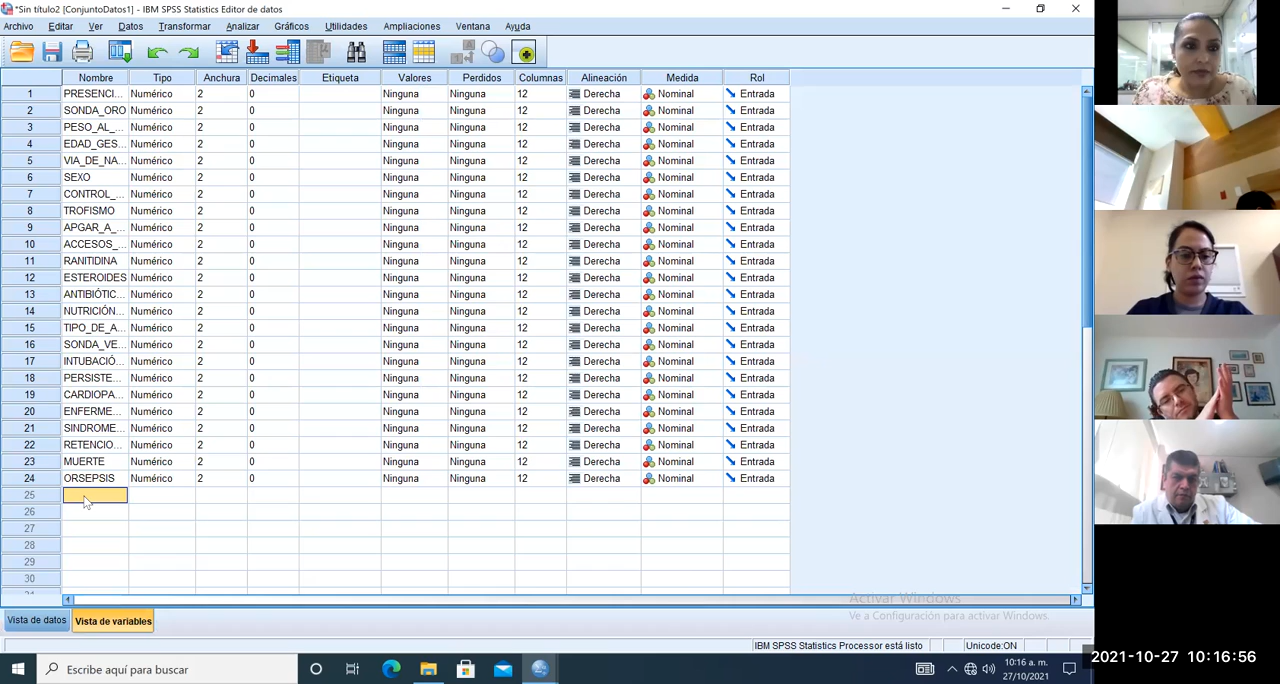 *Sin título2 [ConjuntoDatos1] - IBM SPSS Statistics Editor de datos
Archivo Editar Ver Datos Transformar Analizar Gráficos Utilidades Ampliaciones Ventana Ayuda
Nombre Tipo Anchura Decimales Etiqueta Valores Perdidos Columnas Alineación Medida Rol
1 PRESENCI... Numérico 2 0 Ninguna Ninguna 12 Derecha Nominal Entrada
2 SONDA_ORO Numérico 2 0 Ninguna Ninguna 12 Derecha Nominal Entrada
3 PESO_AL_... Numérico 2 0 Ninguna Ninguna 12 Derecha Nominal Entrada
4 EDAD_GES... Numérico 2 0 Ninguna Ninguna 12 Derecha Nominal Entrada
5 VIA_DE_NA... Numérico 2 0 Ninguna Ninguna 12 Derecha Nominal Entrada
6 SEXO Numérico 2 0 Ninguna Ninguna 12 Derecha Nominal Entrada
7 CONTROL_... Numérico 2 0 Ninguna Ninguna 12 Derecha Nominal Entrada
8 TROFISMO Numérico 2 0 Ninguna Ninguna 12 Derecha Nominal Entrada
9 APGAR_A_... Numérico 2 0 Ninguna Ninguna 12 Derecha Nominal Entrada
10 ACCESOS_... Numérico 2 0 Ninguna Ninguna 12 Derecha Nominal Entrada
11 RANITIDINA Numérico 2 0 Ninguna Ninguna 12 Derecha Nominal Entrada
12 ESTEROIDES Numérico 2 0 Ninguna Ninguna 12 Derecha Nominal Entrada
13 ANTIBIÓTIC... Numérico 2 0 Ninguna Ninguna 12 Derecha Nominal Entrada
14 NUTRICIÓN... Numérico 2 0 Ninguna Ninguna 12 Derecha Nominal Entrada
15 TIPO_DE_A... Numérico 2 0 Ninguna Ninguna 12 Derecha Nominal Entrada
16 SONDA_VE... Numérico 2 0 Ninguna Ninguna 12 Derecha Nominal Entrada
17 INTUBACIÓ... Numérico 2 0 Ninguna Ninguna 12 Derecha Nominal Entrada
18 PERSISTE... Numérico 2 0 Ninguna Ninguna 12 Derecha Nominal Entrada
19 CARDIOPA... Numérico 2 0 Ninguna Ninguna 12 Derecha Nominal Entrada
20 ENFERME... Numérico 2 0 Ninguna Ninguna 12 Derecha Nominal Entrada
21 SINDROME... Numérico 2 0 Ninguna Ninguna 12 Derecha Nominal Entrada
22 RETENCIO... Numérico 2 0 Ninguna Ninguna 12 Derecha Nominal Entrada
23 MUERTE Numérico 2 0 Ninguna Ninguna 12 Derecha Nominal Entrada
24 ORSEPSIS Numérico 2 0 Ninguna Ninguna 12 Derecha Nominal Entrada
25
26
27
28
29
30
Activar Windows
Ve a Configuración para activar Windows.
Vista de datos Vista de variables
IBM SPSS Statistics Processor está listo Unicode:ON
Escribe aquí para buscar
10:16 a. m.
27/10/2021
2021-10-27 10:16:56